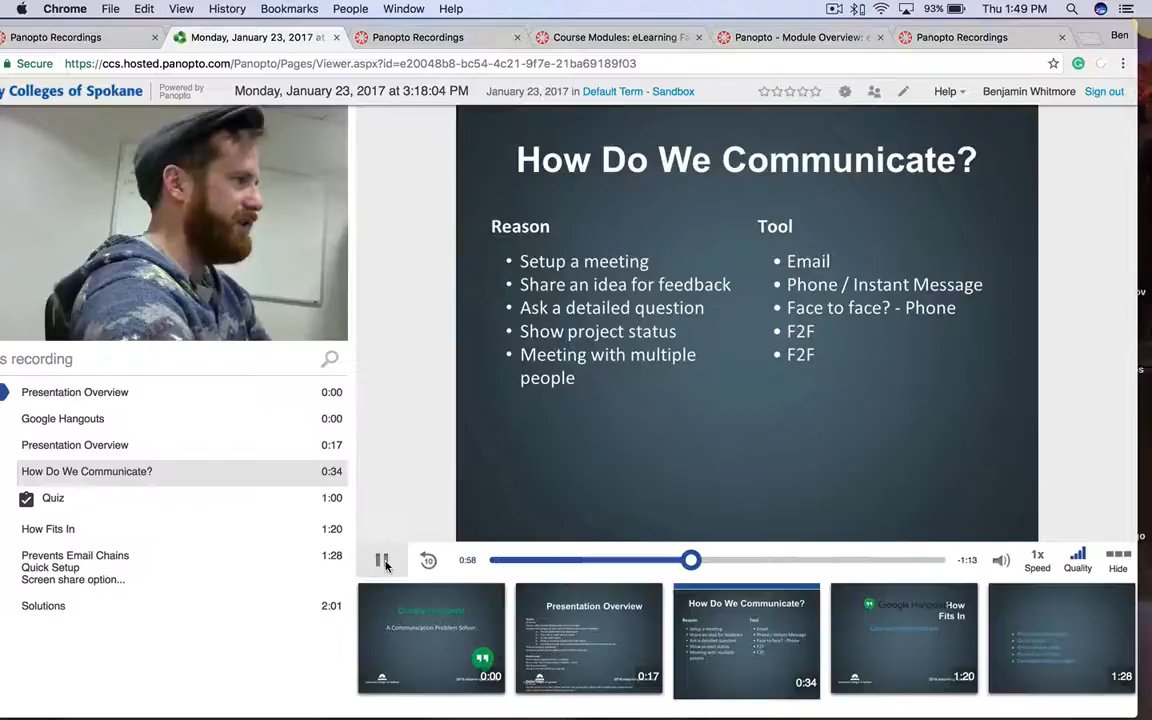 Chrome File Edit View History Bookmarks People Window Help 93% Thu 1:49 PM
Panopto Recordings × Monday, January 23, 2017 at × Panopto Recordings × Course Modules: eLearning Fa × Panopto - Module Overview: e × Panopto Recordings × Ben
Secure https://ccs.hosted.panopto.com/Panopto/Pages/Viewer.aspx?id=e20048b8-bc54-4c21-9f7e-21ba69189f03
y Colleges of Spokane Powered by Panopto Monday, January 23, 2017 at 3:18:04 PM January 23, 2017 in Default Term - Sandbox Help Benjamin Whitmore Sign out
How Do We Communicate?
Reason
• Setup a meeting
• Share an idea for feedback
• Ask a detailed question
• Show project status
• Meeting with multiple
people
Tool
• Email
• Phone / Instant Message
• Face to face? - Phone
• F2F
• F2F
s recording
Presentation Overview 0:00
Google Hangouts 0:00
Presentation Overview 0:17
How Do We Communicate? 0:34
Quiz 1:00
How Fits In 1:20
Prevents Email Chains 1:28
Quick Setup
Screen share option...
Solutions 2:01
10 0:58 -1:13 1x
Speed Quality Hide
Google Hangouts
A Communication Problem Solver
0:00
Presentation Overview
0:17
How Do We Communicate?
Reason Tool
0:34
Google Hangouts How
Fits In
1:20
1:28